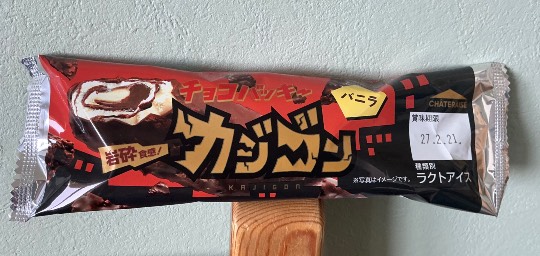 チョコバッキー
バニラ
カジゴン
KAJIGON
岩砕食感!
※写真はイメージです。
CHATERAISE
賞味期限
27.2.21.
種類別
ラクトアイス